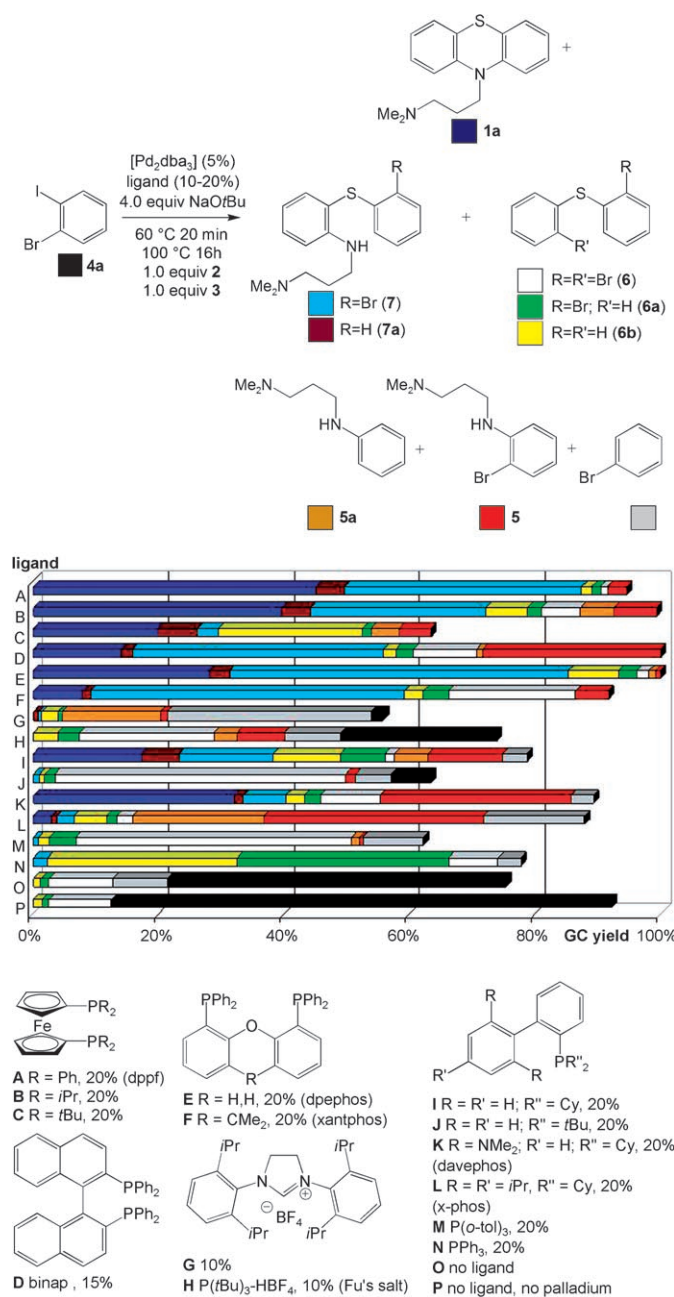 S
N
Me2N
+
1a
[Pd2dba3] (5%)
ligand (10-20%)
4.0 equiv NaOtBu
60 °C 20 min
100 °C 16h
1.0 equiv 2
1.0 equiv 3
I
Br
4a
R
S
NH
Me2N
R=Br (7)
R=H (7a)
+
R
S
R'
R=R'=Br (6)
R=Br; R'=H (6a)
R=R'=H (6b)
Me2N
HN
+
Me2N
HN
Br
+
Br
5a
5
ligand
A
B
C
D
E
F
G
H
I
J
K
L
M
N
O
P
0% 20% 40% 60% 80% GC yield 100%
PR2
Fe
PR2
A R = Ph, 20% (dppf)
B R = iPr, 20%
C R = tBu, 20%
PPh2
PPh2
D binap , 15%
PPh2 PPh2
O
R
E R = H,H, 20% (dpephos)
F R = CMe2, 20% (xantphos)
iPr iPr
N N
⊕
⊖
BF4
iPr iPr
G 10%
H P(tBu)3-HBF4, 10% (Fu's salt)
R
R' R
PR"2
I R = R' = H; R" = Cy, 20%
J R = R' = H; R" = tBu, 20%
K R = NMe2; R' = H; R" = Cy, 20%
(davephos)
L R = R' = iPr, R" = Cy, 20%
(x-phos)
M P(o-tol)3, 20%
N PPh3, 20%
O no ligand
P no ligand, no palladium